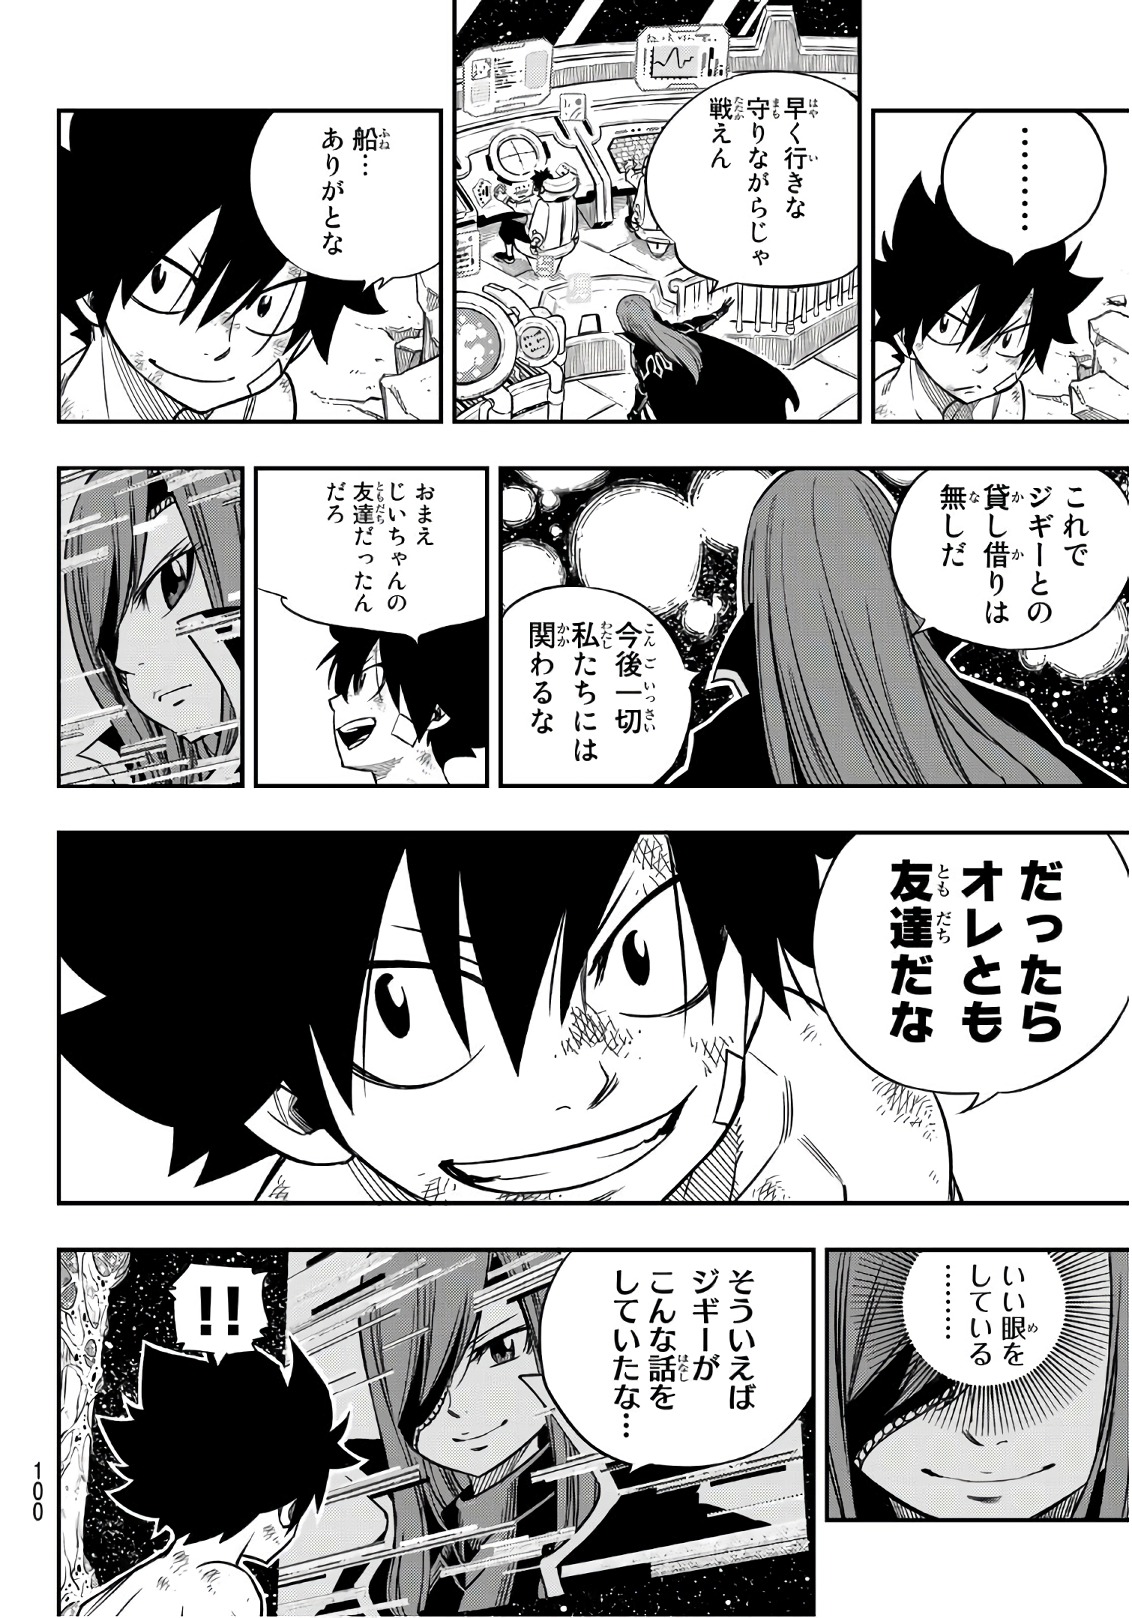 ………
早く行きな
守りながらじゃ
戦えん
船…
ありがとな
これで
ジギーとの
貸し借りは
無しだ
今後一切
私たちには
関わるな
おまえ
じいちゃんの
友達だったん
だろ
だったら
オレとも
友達だな
いい眼を
している
………
そういえば
ジギーが
こんな話を
していたな…
!!
100